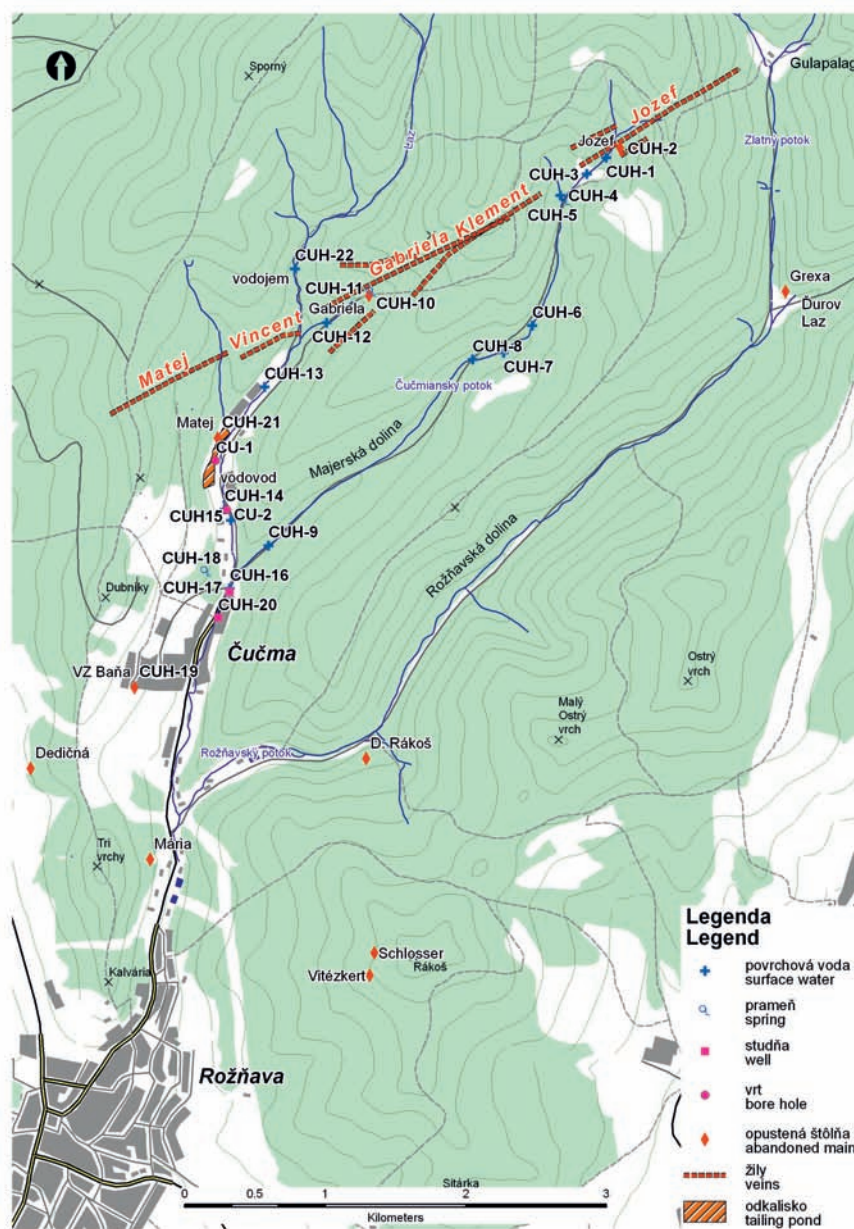 Sporný
Gulapalag
Jozef
Laz
Jozef
CUH-2
Zlatný potok
CUH-3
CUH-1
CUH-4
CUH-5
Gabriela Klement
CUH-22
vodojem
CUH-11
Grexa
CUH-10
Gabriela
Ďurov
Laz
Vincent
CUH-12
CUH-6
Matej
CUH-8
CUH-7
CUH-13
Čučmianský potok
Matej
CUH-21
Majerská dolina
CU-1
vodovod
CUH-14
CUH15
CU-2
CUH-9
Rožňavská dolina
CUH-18
CUH-16
Dubníky
CUH-17
CUH-20
Čučma
VZ Baňa
CUH-19
Ostrý
vrch
Malý
Ostrý
vrch
Dedičná
Rožňavský potok
D. Rákoš
Mária
Tri
vrchy
Schlosser
Rákoš
Vitézkert
Kalvária
Rožňava
Sitárka
0 0.5 1 2 3
Kilometers
Legenda
Legend
povrchová voda
surface water
prameň
spring
studňa
well
vrt
bore hole
opustená štôlňa
abandoned main
žily
veins
odkalisko
tailing pond